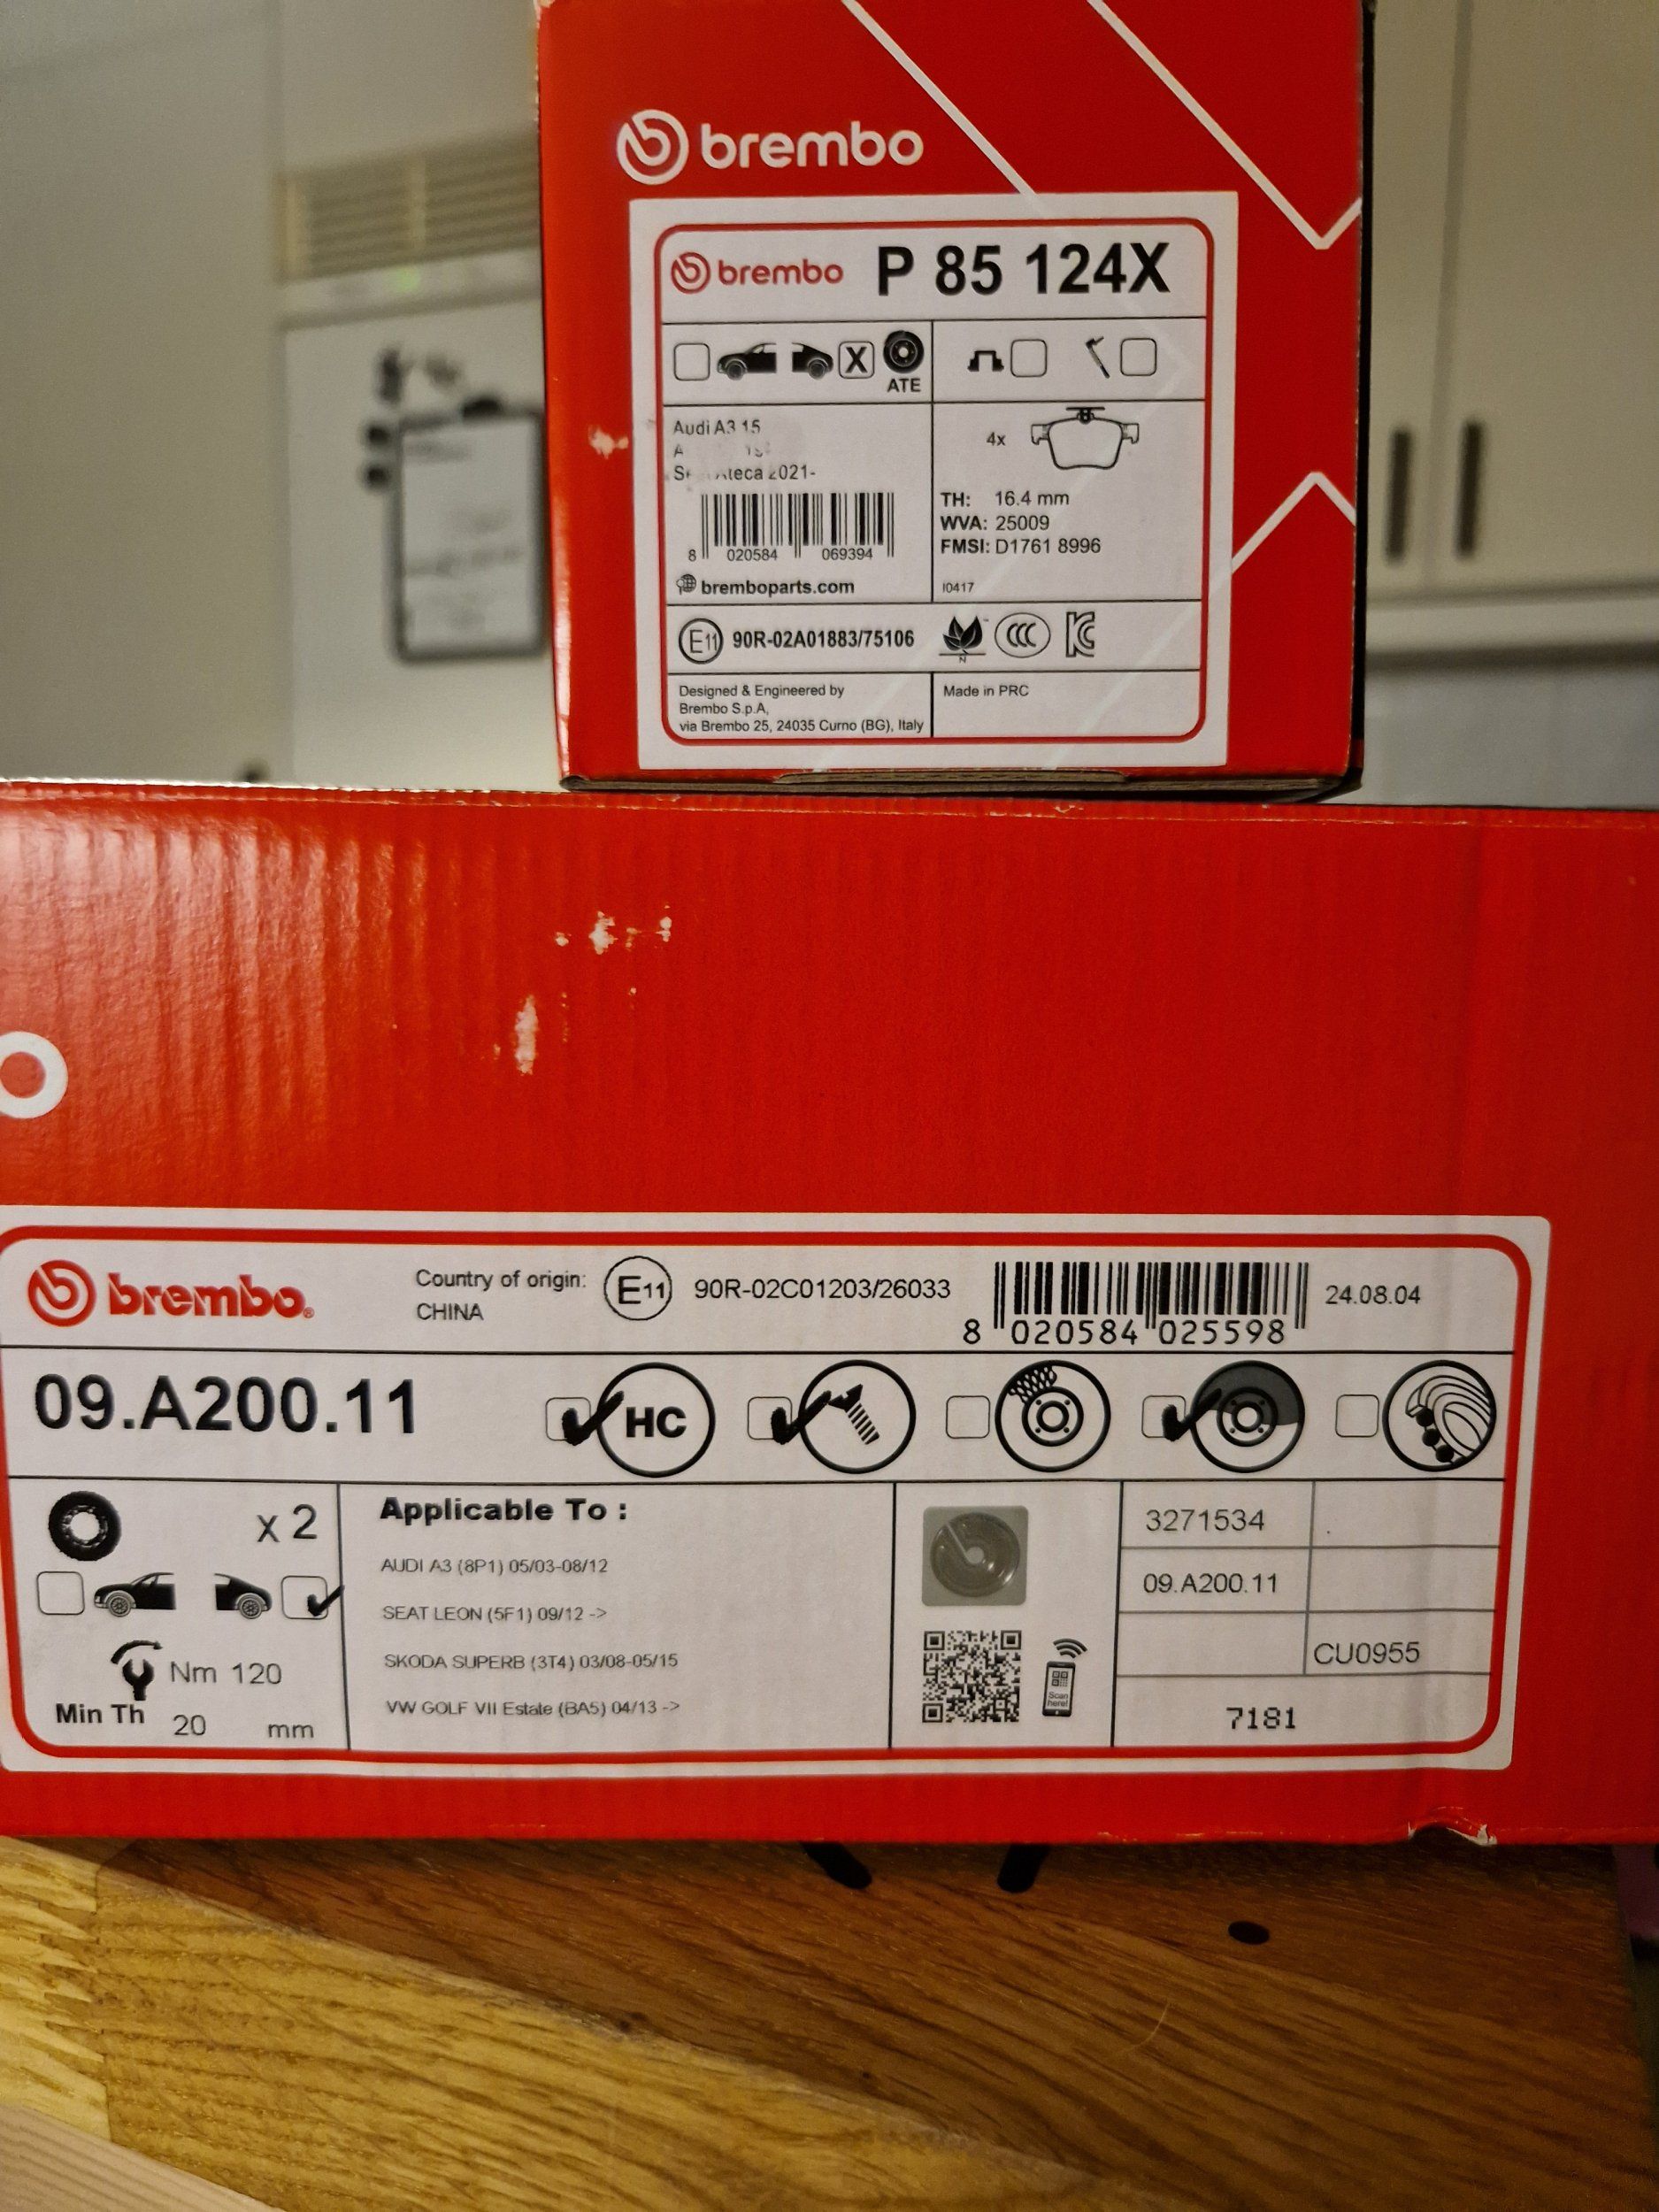 brembo
brembo P 85 124X
X
ATE
Audi A3 15
A
teca 2021-
4x
TH: 16.4 mm
WVA: 25009
FMSI: D1761 8996
8 020584 069394
bremboparts.com
I0417
E11 90R-02A01883/75106
N
CCC
KC
Designed & Engineered by
Brembo S.p.A,
via Brembo 25, 24035 Curno (BG), Italy
Made in PRC
brembo®
Country of origin:
CHINA
E11 90R-02C01203/26033
8 020584 025598
24.08.04
09.A200.11
HC
x 2
Nm 120
Min Th 20 mm
Applicable To :
AUDI A3 (8P1) 05/03-08/12
SEAT LEON (5F1) 09/12 ->
SKODA SUPERB (3T4) 03/08-05/15
VW GOLF VII Estate (BA5) 04/13 ->
Scan
here!
3271534
09.A200.11
CU0955
7181